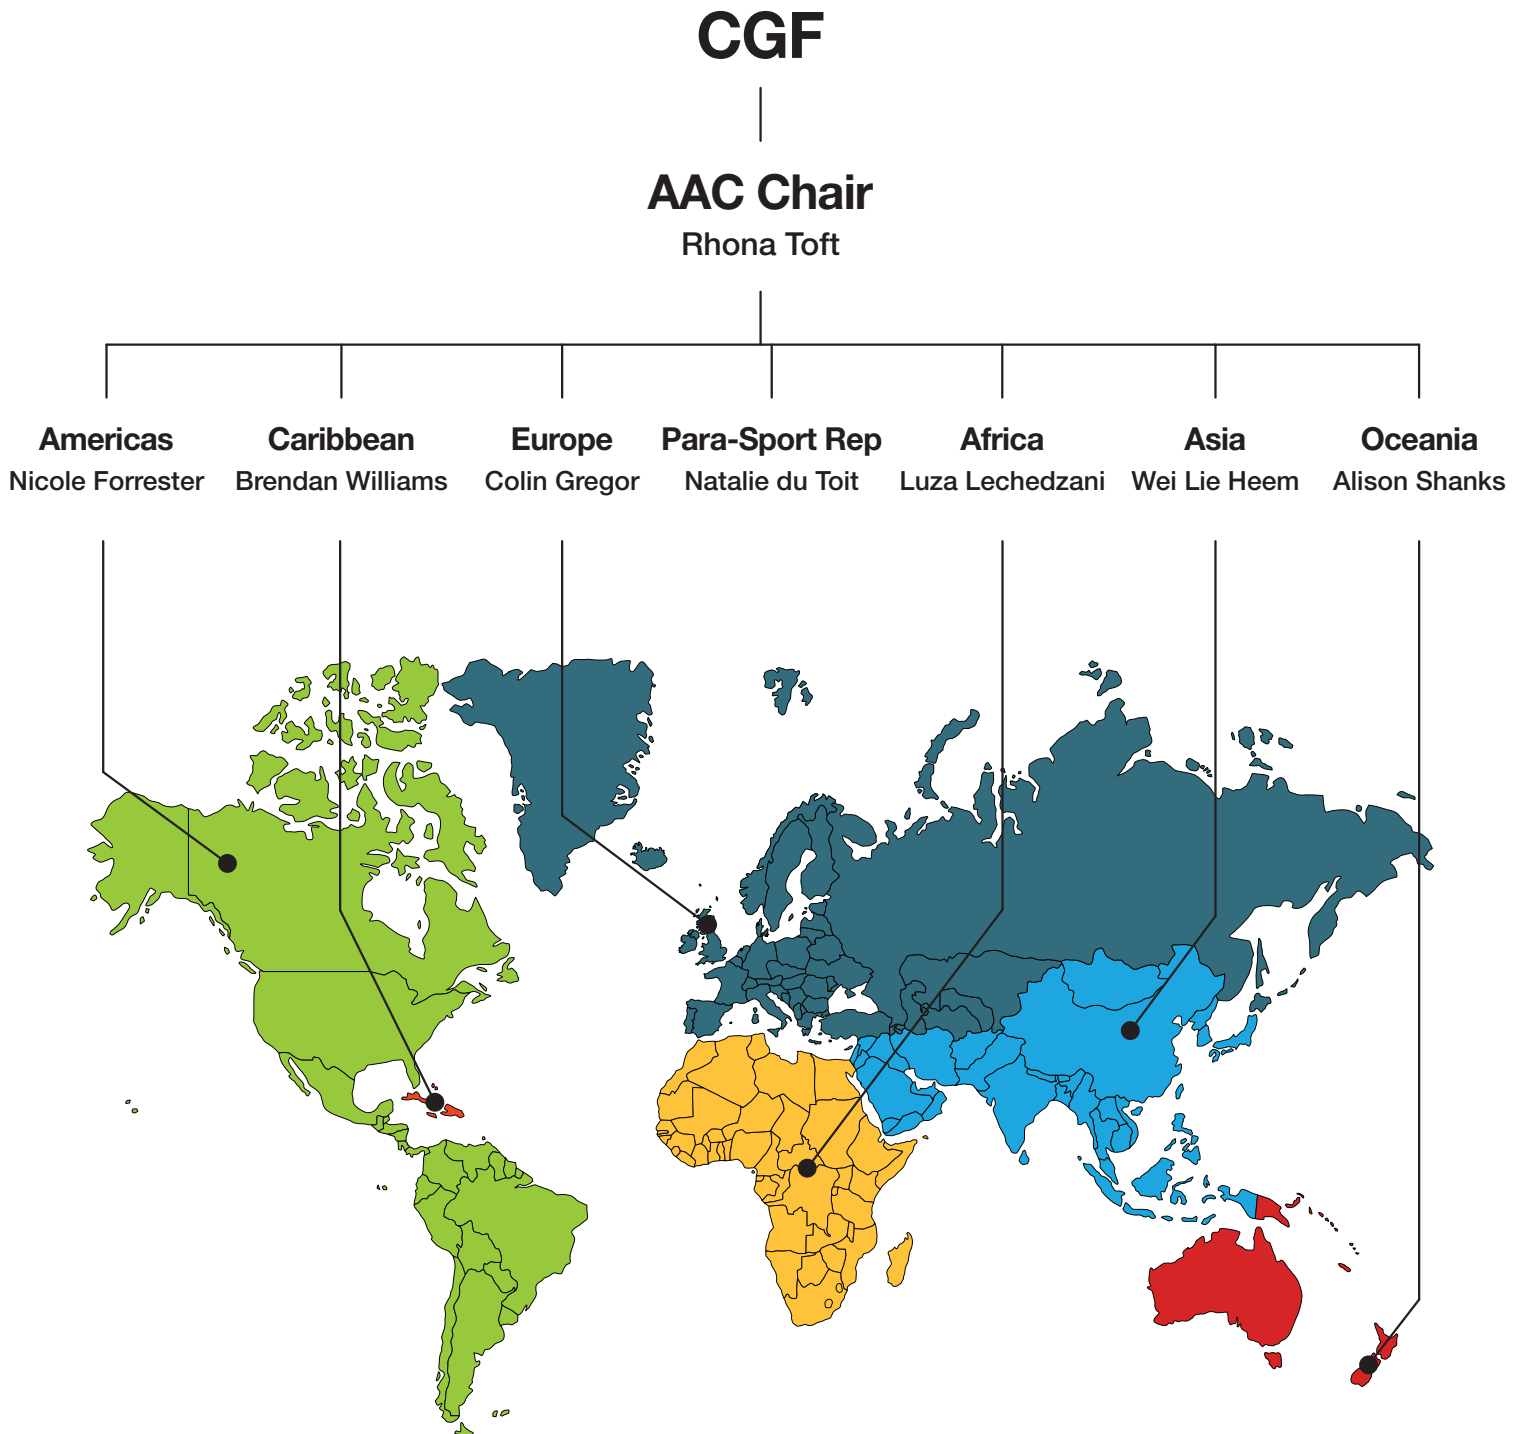 CGF
AAC Chair
Rhona Toft
Americas
Nicole Forrester
Caribbean
Brendan Williams
Europe
Colin Gregor
Para-Sport Rep
Natalie du Toit
Africa
Luza Lechedzani
Asia
Wei Lie Heem
Oceania
Alison Shanks